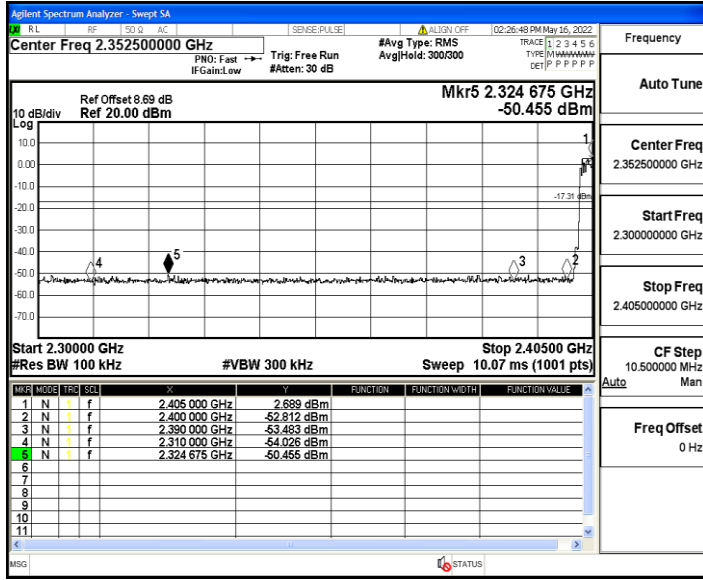 Agilent Spectrum Analyzer - Swept SA
RL RF 50 Ω AC SENSE:PULSE ALIGN OFF 02:26:48 PM May 16, 2022
Center Freq 2.352500000 GHz
PNO: Fast
IFGain:Low
Trig: Free Run
#Atten: 30 dB
#Avg Type: RMS
Avg|Hold: 300/300
TRACE 1 2 3 4 5 6
TYPE MWWWWW
DET P P P P P P
Mkr5 2.324 675 GHz
-50.455 dBm
Ref Offset 8.69 dB
10 dB/div Ref 20.00 dBm
Log
10.0
0.00
-10.0
-20.0
-30.0
-40.0
-50.0
-60.0
-70.0
1
-17.31 dBm
4
5
3
2
Start 2.30000 GHz Stop 2.40500 GHz
#Res BW 100 kHz #VBW 300 kHz Sweep 10.07 ms (1001 pts)
MKR MODE TRC SCL X Y FUNCTION FUNCTION WIDTH FUNCTION VALUE
1 N 1 f 2.405 000 GHz 2.689 dBm
2 N 1 f 2.400 000 GHz -52.812 dBm
3 N 1 f 2.390 000 GHz -53.483 dBm
4 N 1 f 2.310 000 GHz -54.026 dBm
5 N 1 f 2.324 675 GHz -50.455 dBm
6
7
8
9
10
11
MSG STATUS
Frequency
Auto Tune
Center Freq
2.352500000 GHz
Start Freq
2.300000000 GHz
Stop Freq
2.405000000 GHz
CF Step
10.500000 MHz
Auto Man
Freq Offset
0 Hz